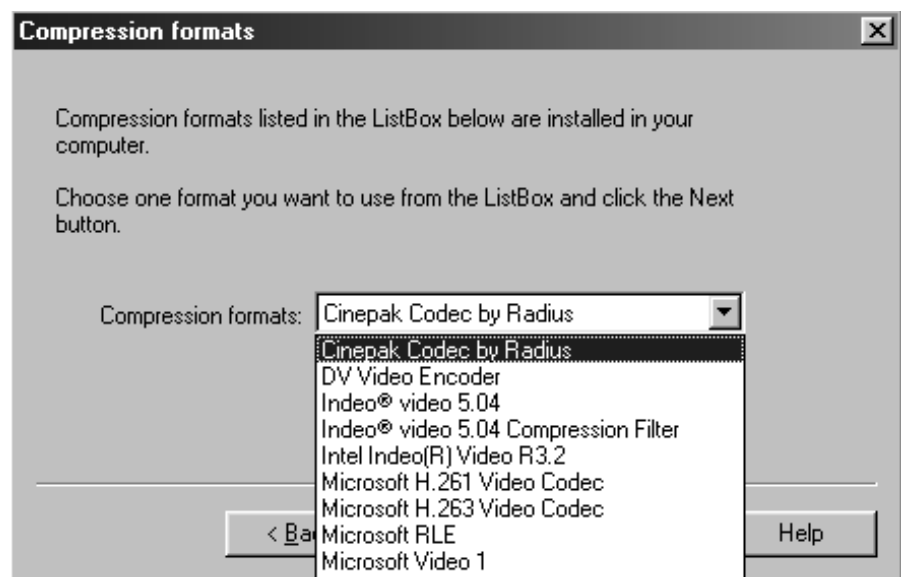 Compression formats
Compression formats listed in the ListBox below are installed in your
computer.
Choose one format you want to use from the ListBox and click the Next
button.
Compression formats: Cinepak Codec by Radius
Cinepak Codec by Radius
DV Video Encoder
Indeo® video 5.04
Indeo® video 5.04 Compression Filter
Intel Indeo(R) Video R3.2
Microsoft H.261 Video Codec
Microsoft H.263 Video Codec
Microsoft RLE
Microsoft Video 1
< Ba
Help